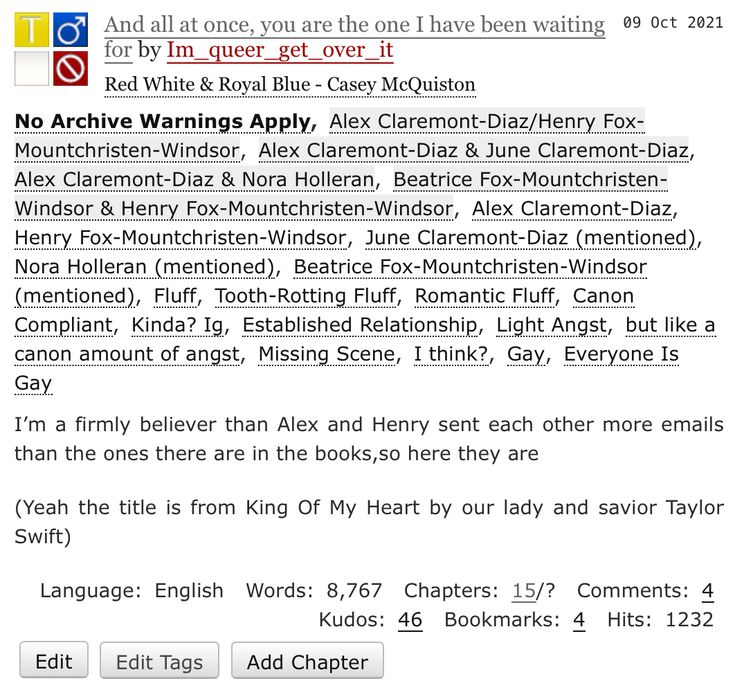 And all at once, you are the one I have been waiting 09 Oct 2021
for by Im_queer_get_over_it
Red White & Royal Blue - Casey McQuiston
No Archive Warnings Apply, Alex Claremont-Diaz/Henry Fox-
Mountchristen-Windsor, Alex Claremont-Diaz & June Claremont-Diaz,
Alex Claremont-Diaz & Nora Holleran, Beatrice Fox-Mountchristen-
Windsor & Henry Fox-Mountchristen-Windsor, Alex Claremont-Diaz,
Henry Fox-Mountchristen-Windsor, June Claremont-Diaz (mentioned),
Nora Holleran (mentioned), Beatrice Fox-Mountchristen-Windsor
(mentioned), Fluff, Tooth-Rotting Fluff, Romantic Fluff, Canon
Compliant, Kinda? Ig, Established Relationship, Light Angst, but like a
canon amount of angst, Missing Scene, I think?, Gay, Everyone Is
Gay
I’m a firmly believer than Alex and Henry sent each other more emails
than the ones there are in the books,so here they are
(Yeah the title is from King Of My Heart by our lady and savior Taylor
Swift)
Language: English Words: 8,767 Chapters: 15/? Comments: 4
Kudos: 46 Bookmarks: 4 Hits: 1232
Edit Edit Tags Add Chapter